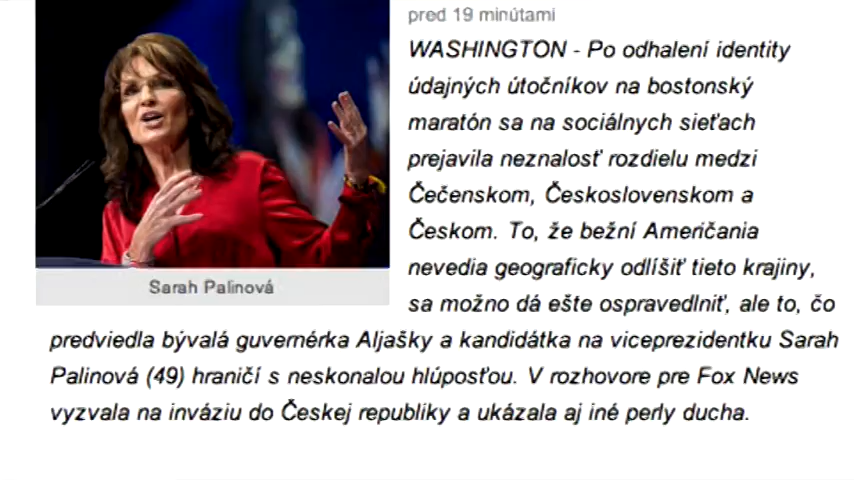 pred 19 minútami
WASHINGTON - Po odhalení identity
údajných útočníkov na bostonský
maratón sa na sociálnych sieťach
prejavila neznalosť rozdielu medzi
Čečenskom, Československom a
Českom. To, že bežní Američania
nevedia geograficky odlíšiť tieto krajiny,
sa možno dá ešte ospravedlniť, ale to, čo
Sarah Palinová
predviedla bývalá guvernérka Aljašky a kandidátka na viceprezidentku Sarah
Palinová (49) hraničí s neskonalou hlúposťou. V rozhovore pre Fox News
vyzvala na inváziu do Českej republiky a ukázala aj iné perly ducha.